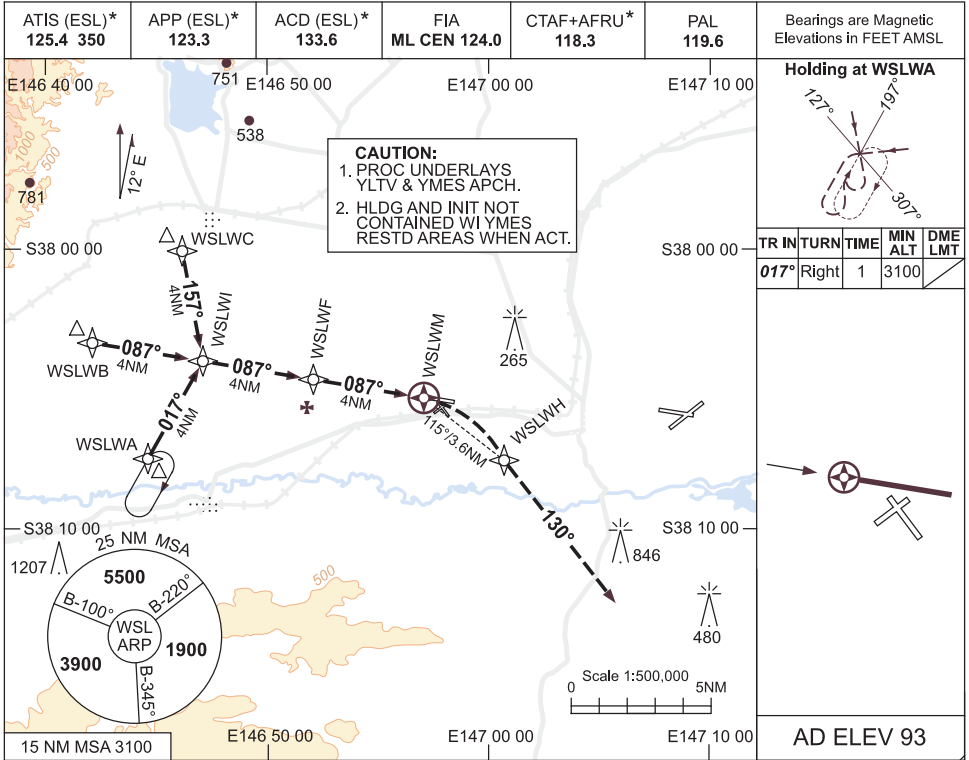 ATIS (ESL)*
125.4 350
APP (ESL)*
123.3
ACD (ESL)*
133.6
FIA
ML CEN 124.0
CTAF+AFRU*
118.3
PAL
119.6
Bearings are Magnetic
Elevations in FEET AMSL
E146 40 00
E146 50 00
E147 00 00
E147 10 00
751
538
1000
500
781
12° E
CAUTION:
1. PROC UNDERLAYS
YLTV & YMES APCH.
2. HLDG AND INIT NOT
CONTAINED WI YMES
RESTD AREAS WHEN ACT.
Holding at WSLWA
127°
197°
307°
TR IN TURN TIME MIN ALT DME LMT
017° Right 1 3100
S38 00 00
S38 00 00
WSLWC
157°
4NM
WSLWI
WSLWF
WSLWM
265
WSLWB
087°
4NM
087°
4NM
087°
4NM
WSLWH
115°/3.6NM
017°
4NM
WSLWA
130°
S38 10 00
S38 10 00
1207
846
480
500
25 NM MSA
5500
B-100°
B-220°
WSL
ARP
3900
1900
B-345°
Scale 1:500,000
0 5NM
15 NM MSA 3100
E146 50 00
E147 00 00
E147 10 00
AD ELEV 93